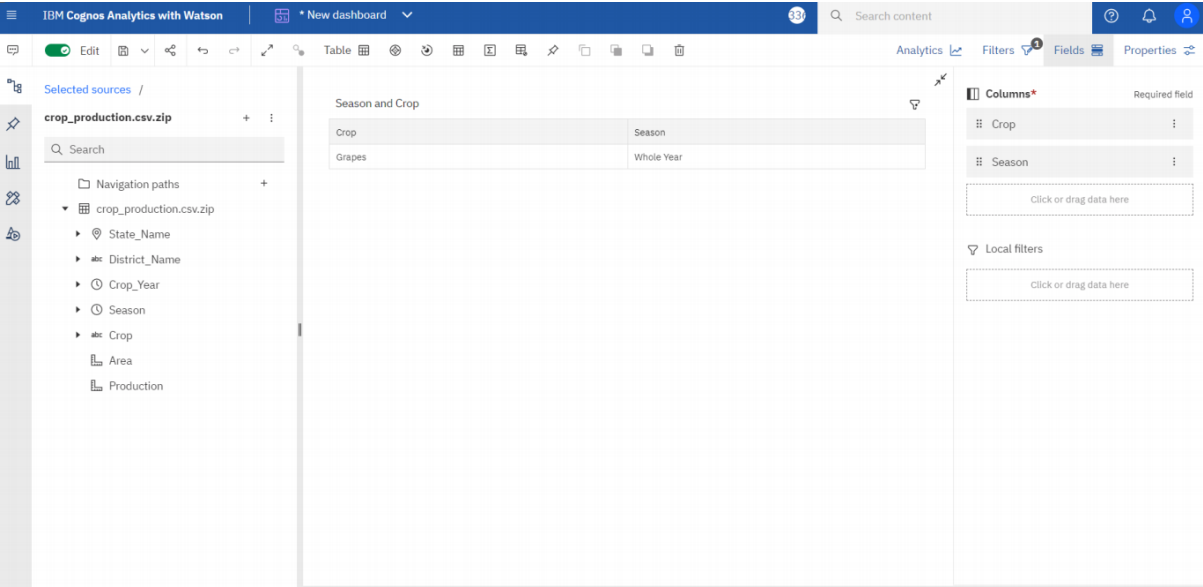 IBM Cognos Analytics with Watson
* New dashboard
Search content
Edit
Table
Analytics
Filters
1
Fields
Properties
Selected sources /
crop_production.csv.zip
Search
Navigation paths
crop_production.csv.zip
State_Name
abc District_Name
Crop_Year
Season
abc Crop
Area
Production
Season and Crop
Crop Season
Grapes Whole Year
Columns* Required field
Crop
Season
Click or drag data here
Local filters
Click or drag data here